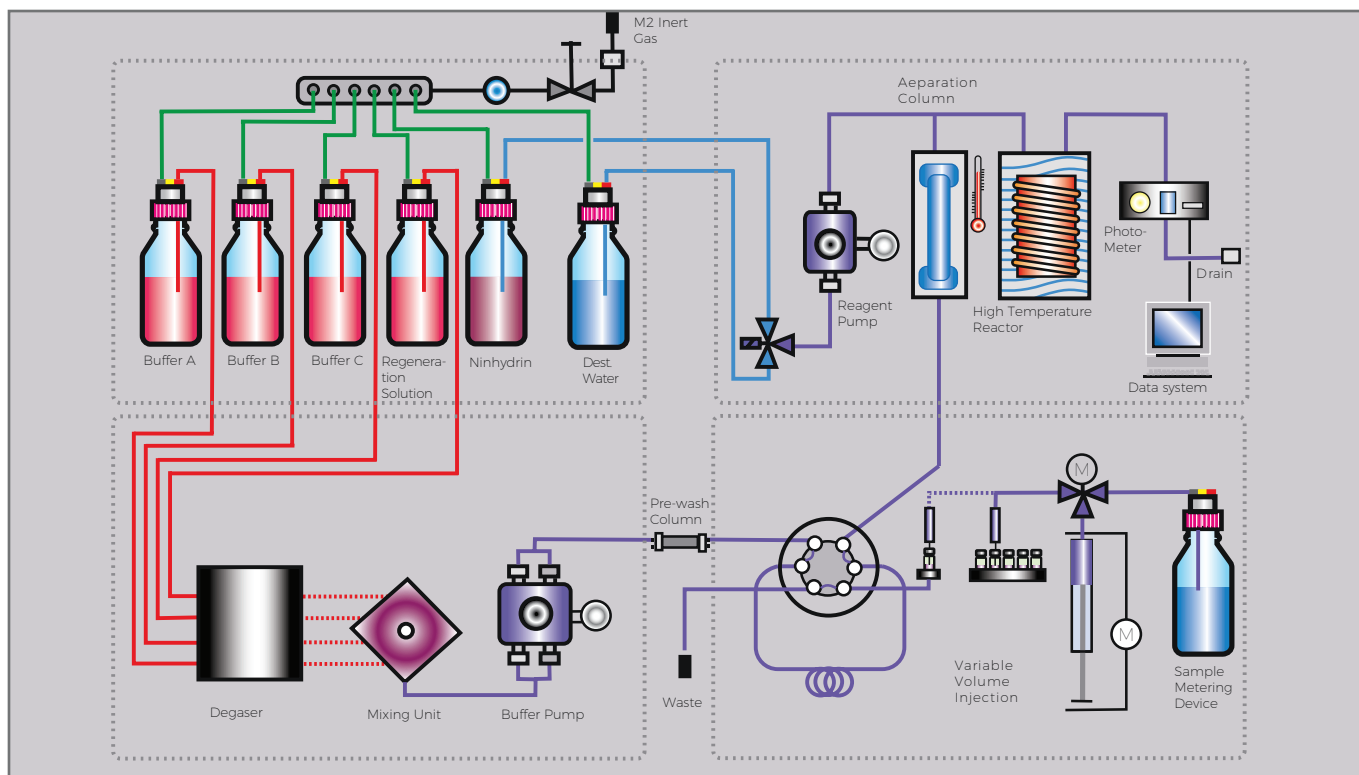 M2 Inert
Gas
Aeparation
Column
Buffer A
Buffer B
Buffer C
Regenera-
tion
Solution
Ninhydrin
Dest.
Water
Reagent
Pump
High Temperature
Reactor
Photo-
Meter
Drain
Data system
Pre-wash
Column
M
M
Degaser
Mixing Unit
Buffer Pump
Waste
Variable
Volume
Injection
Sample
Metering
Device